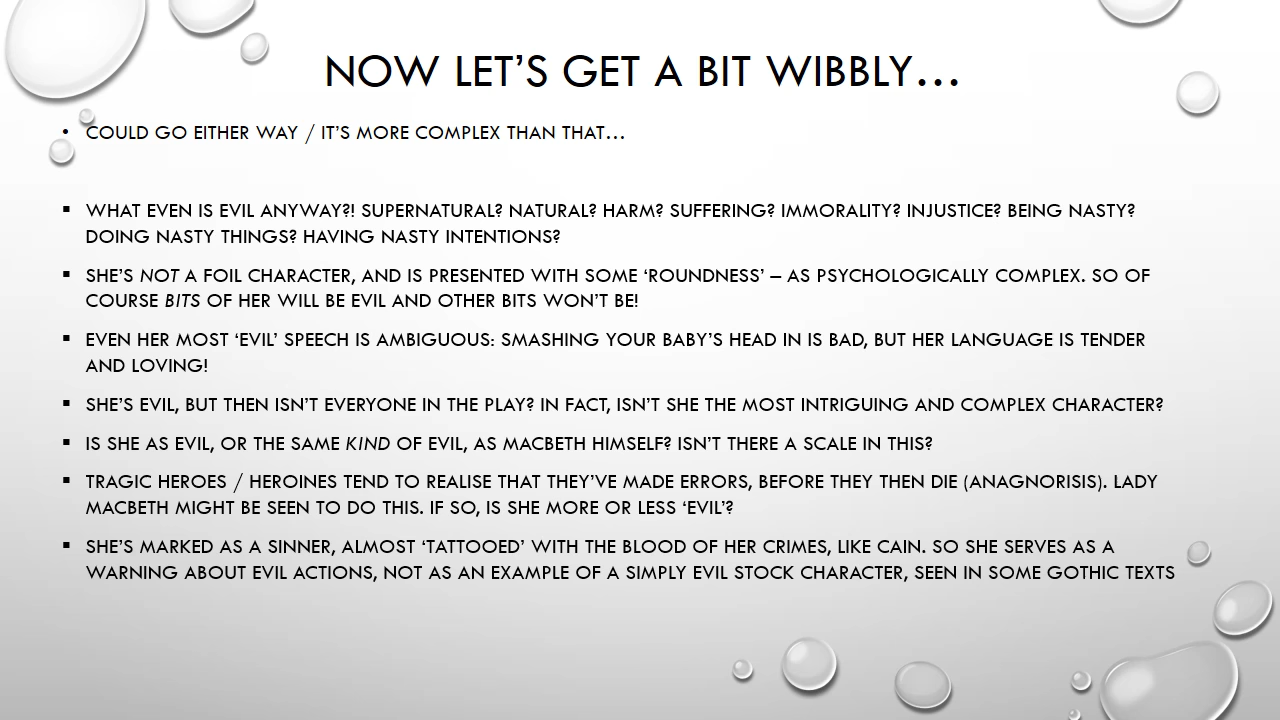 NOW LET’S GET A BIT WIBBLY…
• COULD GO EITHER WAY / IT’S MORE COMPLEX THAN THAT…
▪ WHAT EVEN IS EVIL ANYWAY?! SUPERNATURAL? NATURAL? HARM? SUFFERING? IMMORALITY? INJUSTICE? BEING NASTY?
DOING NASTY THINGS? HAVING NASTY INTENTIONS?
▪ SHE’S NOT A FOIL CHARACTER, AND IS PRESENTED WITH SOME ‘ROUNDNESS’ – AS PSYCHOLOGICALLY COMPLEX. SO OF
COURSE BITS OF HER WILL BE EVIL AND OTHER BITS WON’T BE!
▪ EVEN HER MOST ‘EVIL’ SPEECH IS AMBIGUOUS: SMASHING YOUR BABY’S HEAD IN IS BAD, BUT HER LANGUAGE IS TENDER
AND LOVING!
▪ SHE’S EVIL, BUT THEN ISN’T EVERYONE IN THE PLAY? IN FACT, ISN’T SHE THE MOST INTRIGUING AND COMPLEX CHARACTER?
▪ IS SHE AS EVIL, OR THE SAME KIND OF EVIL, AS MACBETH HIMSELF? ISN’T THERE A SCALE IN THIS?
▪ TRAGIC HEROES / HEROINES TEND TO REALISE THAT THEY’VE MADE ERRORS, BEFORE THEY THEN DIE (ANAGNORISIS). LADY
MACBETH MIGHT BE SEEN TO DO THIS. IF SO, IS SHE MORE OR LESS ‘EVIL’?
▪ SHE’S MARKED AS A SINNER, ALMOST ‘TATTOOED’ WITH THE BLOOD OF HER CRIMES, LIKE CAIN. SO SHE SERVES AS A
WARNING ABOUT EVIL ACTIONS, NOT AS AN EXAMPLE OF A SIMPLY EVIL STOCK CHARACTER, SEEN IN SOME GOTHIC TEXTS